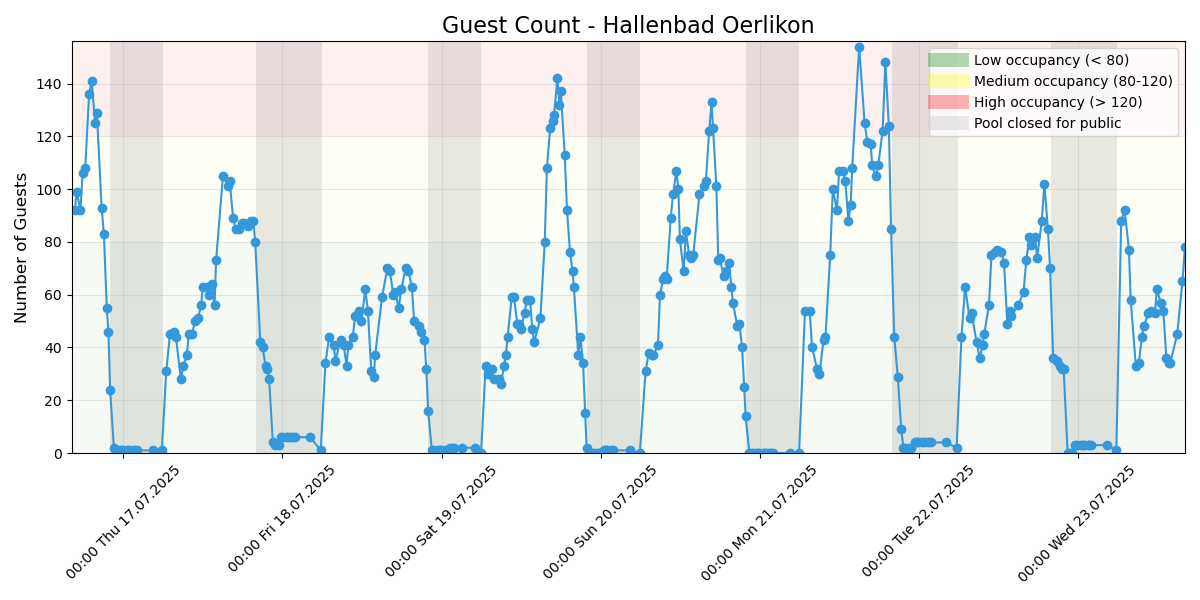 Guest Count - Hallenbad Oerlikon
Number of Guests
140
120
100
80
60
40
20
0
Low occupancy (< 80)
Medium occupancy (80-120)
High occupancy (> 120)
Pool closed for public
00:00 Thu 17.07.2025
00:00 Fri 18.07.2025
00:00 Sat 19.07.2025
00:00 Sun 20.07.2025
00:00 Mon 21.07.2025
00:00 Tue 22.07.2025
00:00 Wed 23.07.2025